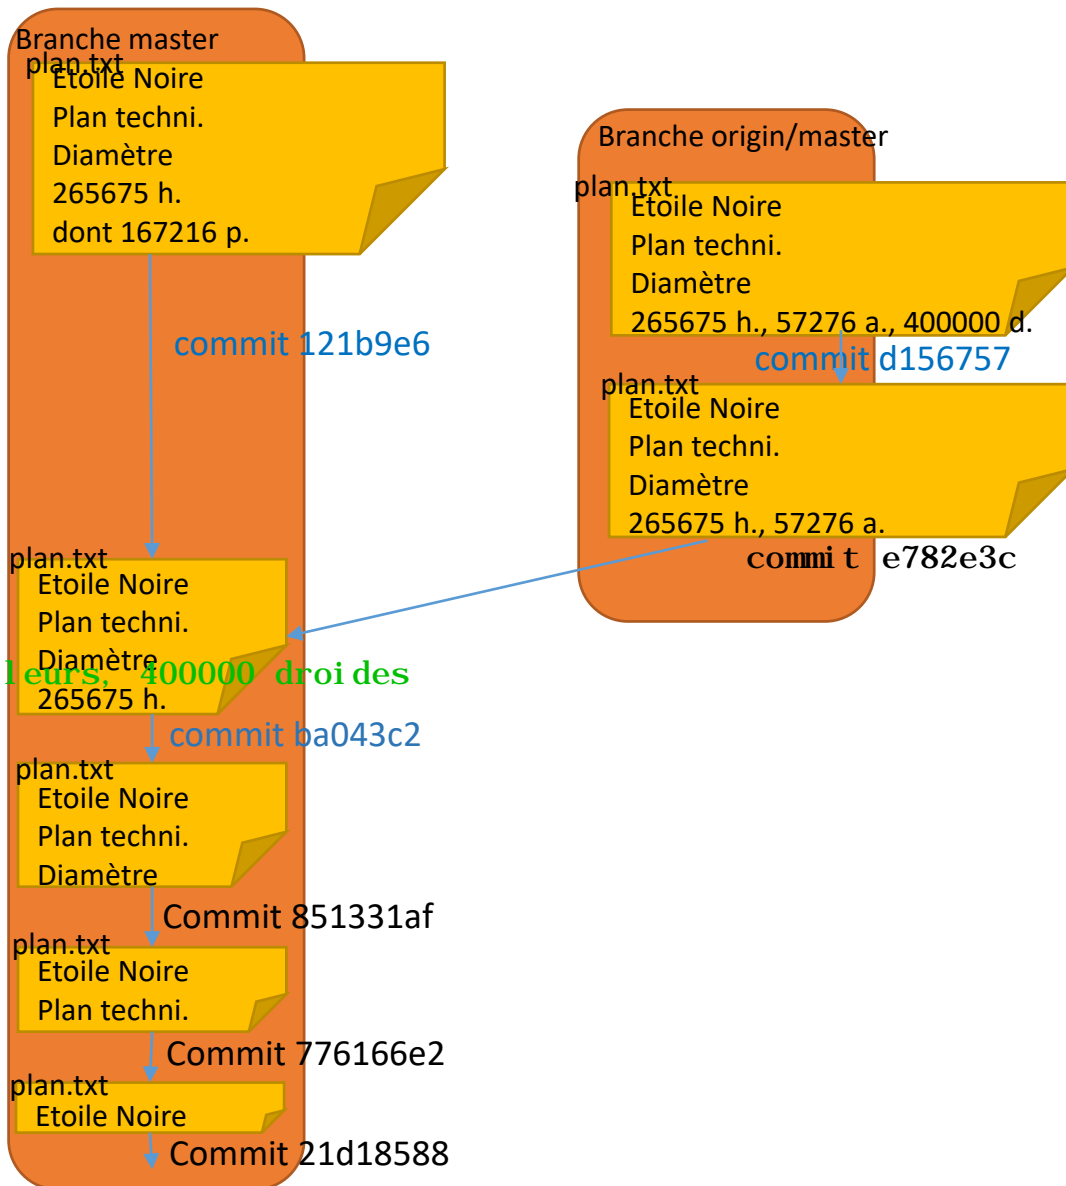 Branche master
plan.txt
Etoile Noire
Plan techni.
Diamètre
265675 h.
dont 167216 p.
commit 121b9e6
Branche origin/master
plan.txt
Etoile Noire
Plan techni.
Diamètre
265675 h., 57276 a., 400000 d.
commit d156757
plan.txt
Etoile Noire
Plan techni.
Diamètre
265675 h., 57276 a.
commit e782e3c
plan.txt
Etoile Noire
Plan techni.
Diamètre
leurs, 400000 droides
265675 h.
commit ba043c2
plan.txt
Etoile Noire
Plan techni.
Diamètre
Commit 851331af
plan.txt
Etoile Noire
Plan techni.
Commit 776166e2
plan.txt
Etoile Noire
Commit 21d18588